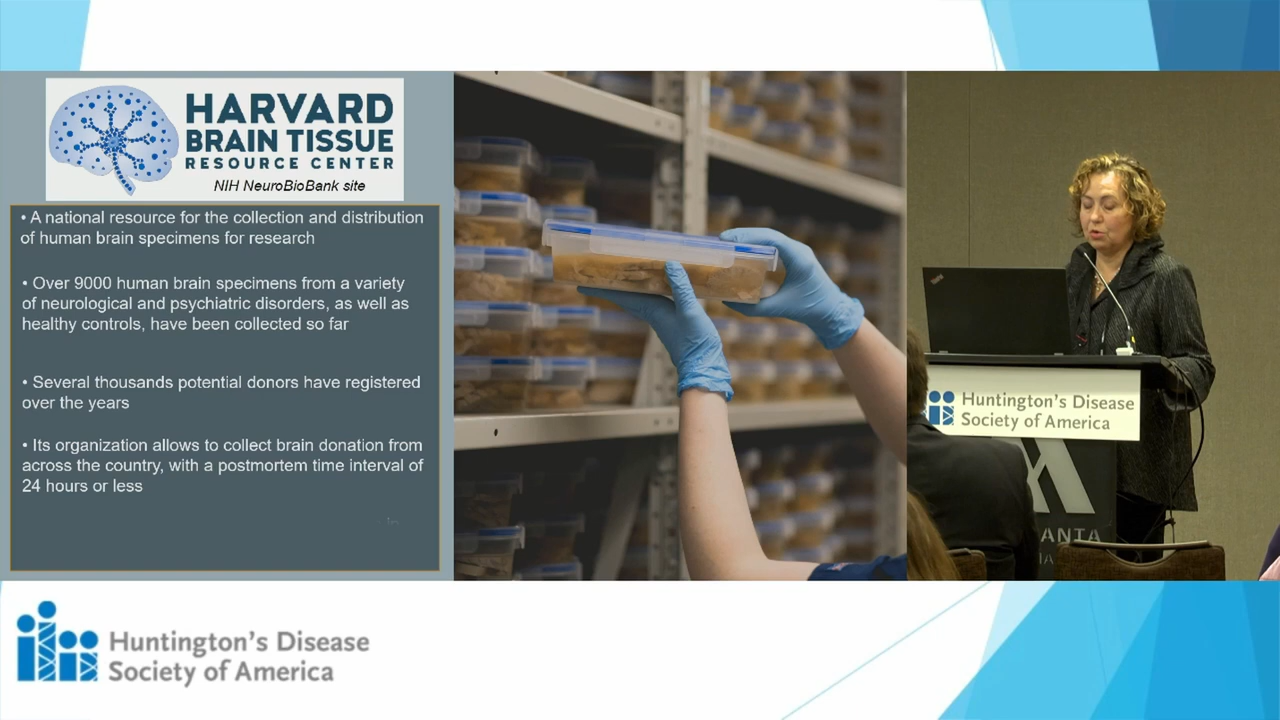 HARVARD
BRAIN TISSUE
RESOURCE CENTER
NIH NeuroBioBank site
• A national resource for the collection and distribution
of human brain specimens for research
• Over 9000 human brain specimens from a variety
of neurological and psychiatric disorders, as well as
healthy controls, have been collected so far
• Several thousands potential donors have registered
over the years
• Its organization allows to collect brain donation from
across the country, with a postmortem time interval of
24 hours or less
Huntington's Disease
Society of America
Huntington's Disease
Society of America